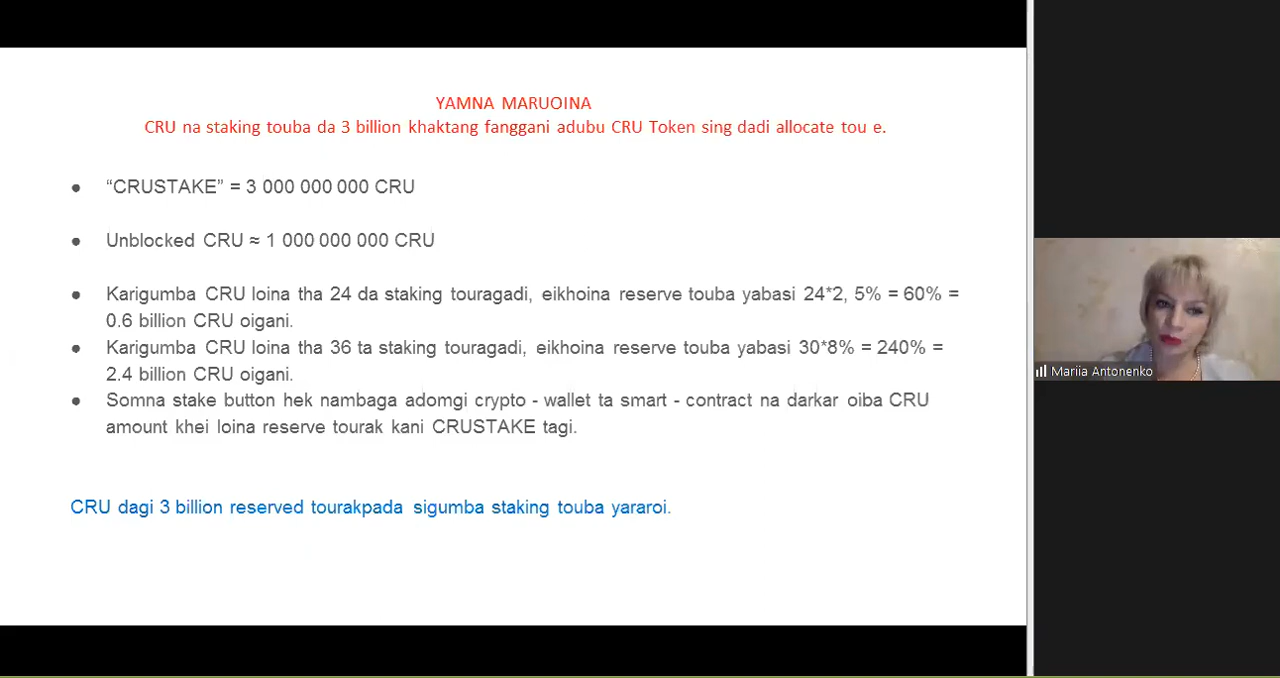 YAMNA MARUOINA
CRU na staking touba da 3 billion khaktang fanggani adubu CRU Token sing dadi allocate tou e.
● “CRUSTAKE” = 3 000 000 000 CRU
● Unblocked CRU ≈ 1 000 000 000 CRU
● Karigumba CRU loina tha 24 da staking touragadi, eikhoina reserve touba yabasi 24*2, 5% = 60% =
0.6 billion CRU oigani.
● Karigumba CRU loina tha 36 ta staking touragadi, eikhoina reserve touba yabasi 30*8% = 240% =
2.4 billion CRU oigani.
● Somna stake button hek nambaga adomgi crypto - wallet ta smart - contract na darkar oiba CRU
amount khei loina reserve tourak kani CRUSTAKE tagi.
CRU dagi 3 billion reserved tourakpada sigumba staking touba yararoi.
Mariia Antonenko